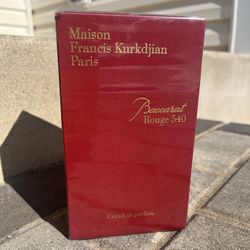 Maison
Francis Kurkdjian
Paris
Baccarat
Rouge 540
Extrait de parfum